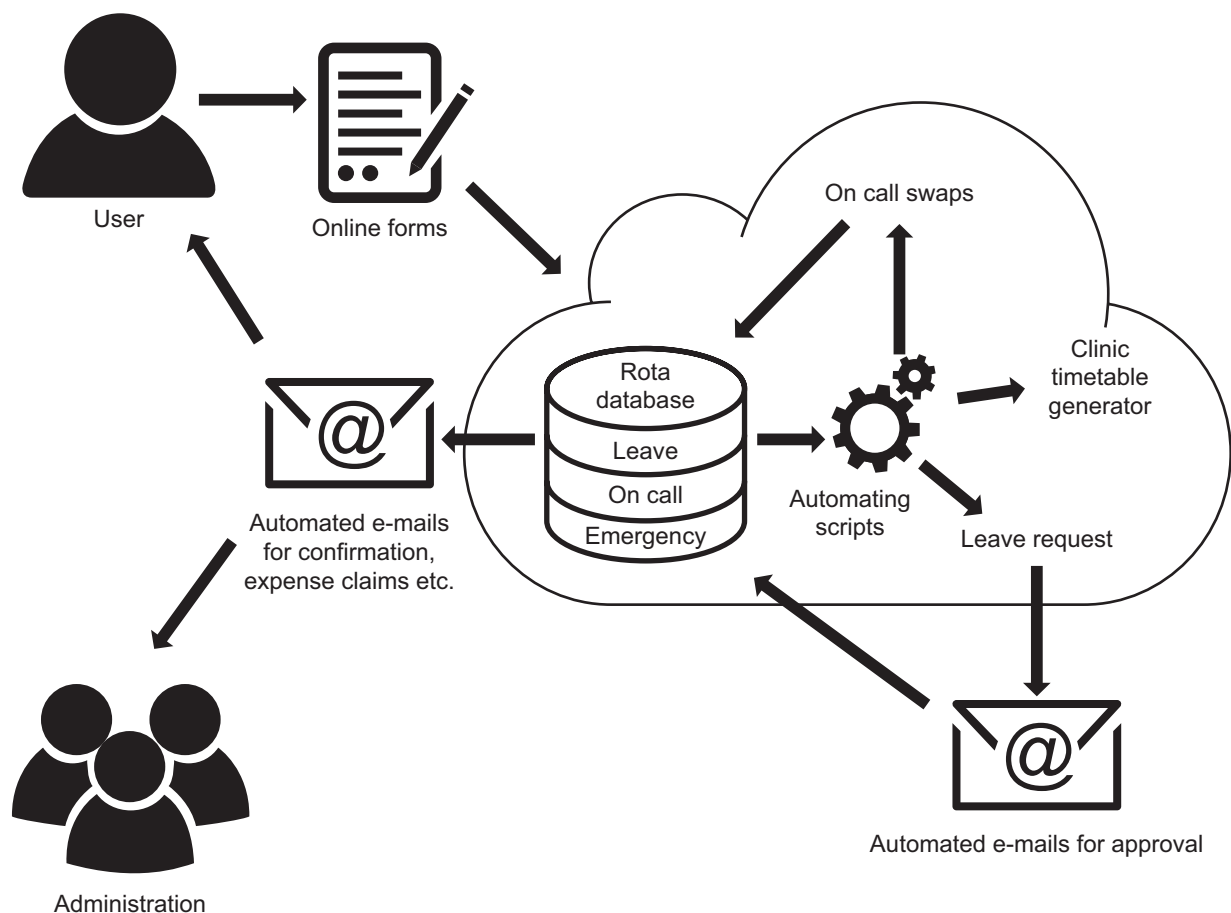 User
Online forms
On call swaps
Clinic
timetable
generator
Rota
database
Leave
On call
Emergency
Automating
scripts
Leave request
@
Automated e-mails
for confirmation,
expense claims etc.
@
Automated e-mails for approval
Administration